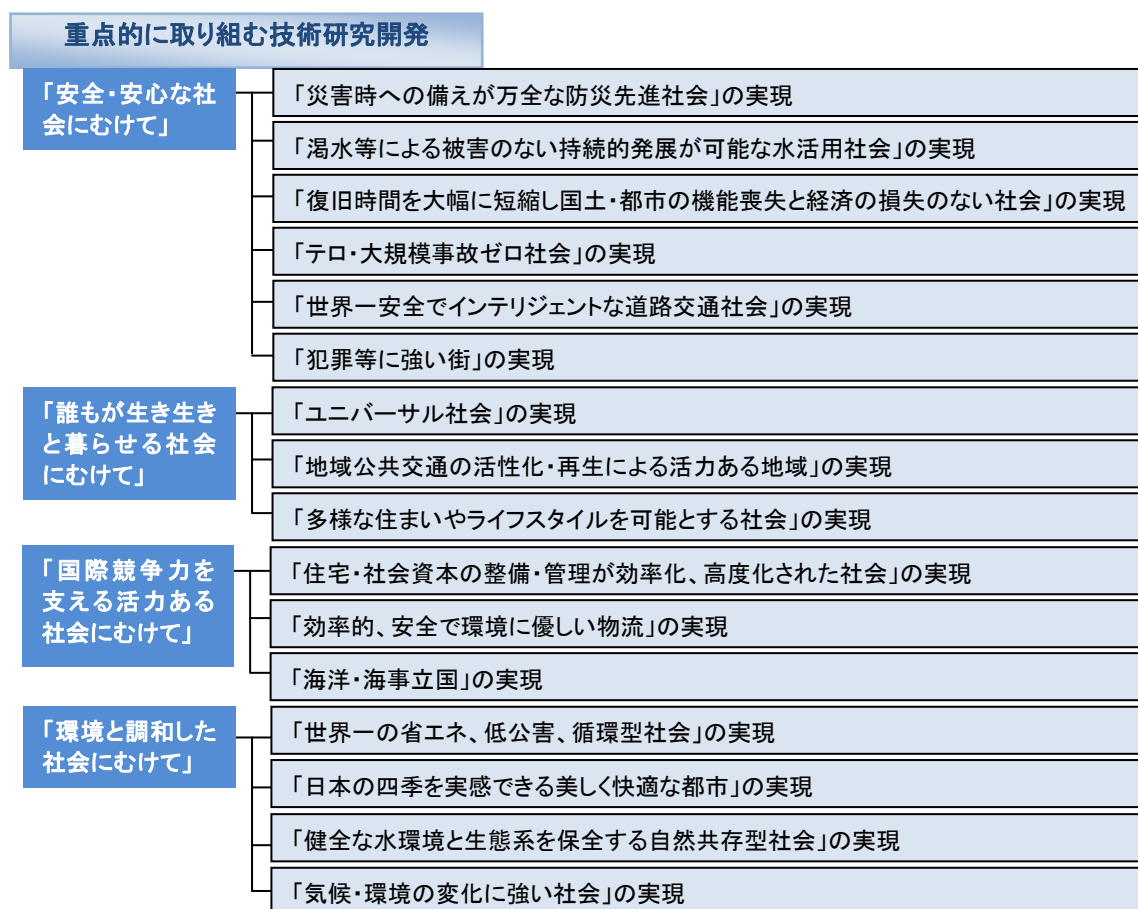 重点的に取り組む技術研究開発
「安全・安心な社
会にむけて」
「災害時への備えが万全な防災先進社会」の実現
「渇水等による被害のない持続的発展が可能な水活用社会」の実現
「復旧時間を大幅に短縮し国土・都市の機能喪失と経済の損失のない社会」の実現
「テロ・大規模事故ゼロ社会」の実現
「世界一安全でインテリジェントな道路交通社会」の実現
「犯罪等に強い街」の実現
「誰もが生き生き
と暮らせる社会
にむけて」
「ユニバーサル社会」の実現
「地域公共交通の活性化・再生による活力ある地域」の実現
「多様な住まいやライフスタイルを可能とする社会」の実現
「国際競争力を
支える活力ある
社会にむけて」
「住宅・社会資本の整備・管理が効率化、高度化された社会」の実現
「効率的、安全で環境に優しい物流」の実現
「海洋・海事立国」の実現
「環境と調和した
社会にむけて」
「世界一の省エネ、低公害、循環型社会」の実現
「日本の四季を実感できる美しく快適な都市」の実現
「健全な水環境と生態系を保全する自然共存型社会」の実現
「気候・環境の変化に強い社会」の実現